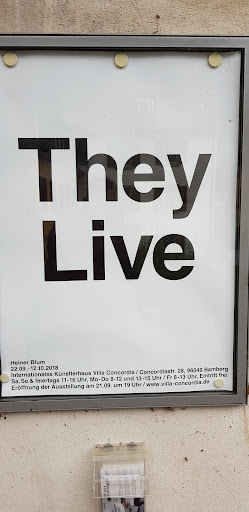 They
Live
Heiner Blum
22.09.-12.10.2018
Internationales Künstlerhaus Villa Concordia / Concordiastr. 28, 96049 Bamberg
Sa, So & feiertags 11-16 Uhr, Mo-Do 8-12 und 13-15 Uhr / Fr 8-13 Uhr, Eintritt frei
Eröffnung der Ausstellung am 21.09. um 19 Uhr / www.villa-concordia.de